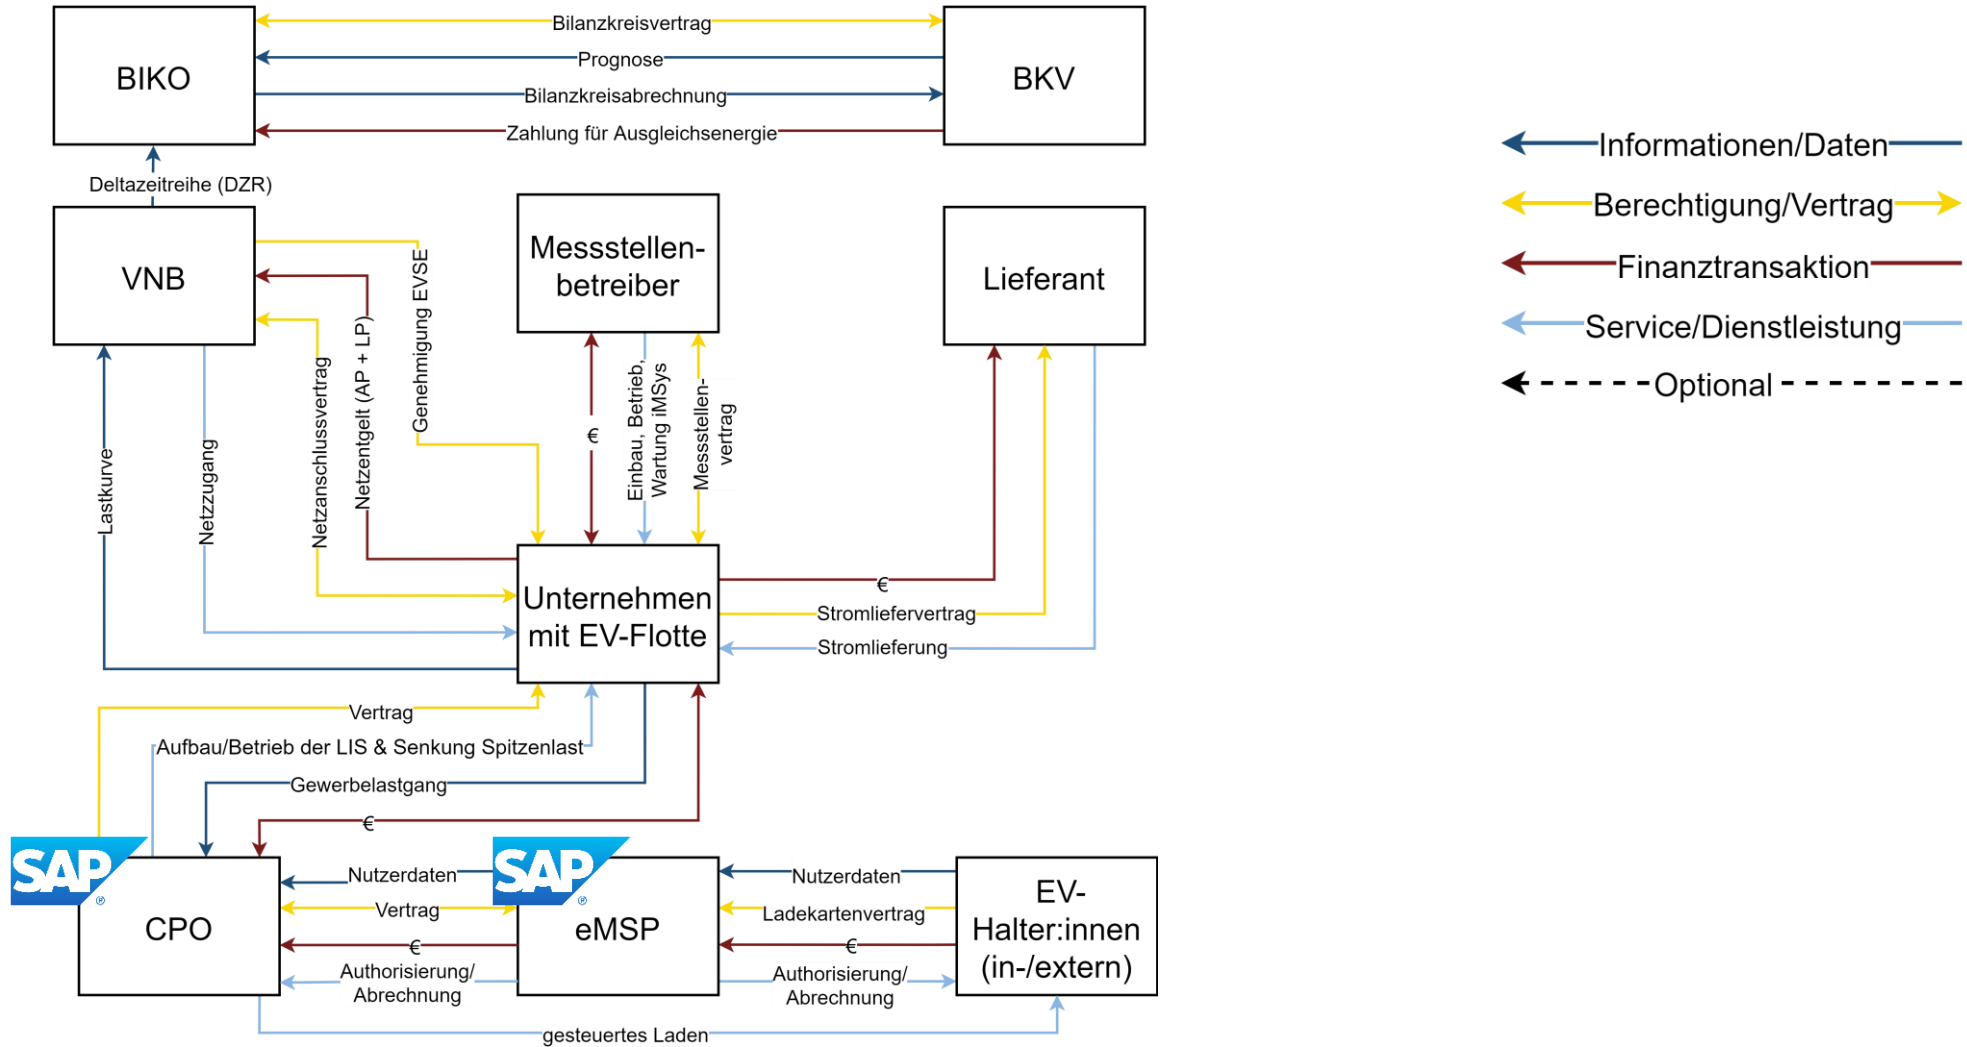 Bilanzkreisvertrag
BIKO
Prognose
BKV
Bilanzkreisabrechnung
Zahlung für Ausgleichsenergie
Informationen/Daten
Berechtigung/Vertrag
Finanztransaktion
Service/Dienstleistung
Optional
Deltazeitreihe (DZR)
VNB
Messstellen-
betreiber
Lieferant
Lastkurve
Netzzugang
Netzanschlussvertrag
Netzentgelt (AP + LP)
Genehmigung EVSE
€
Einbau, Betrieb,
Wartung iMSys
Messstellen-
vertrag
Unternehmen
mit EV-Flotte
€
Stromliefervertrag
Stromlieferung
Vertrag
Aufbau/Betrieb der LIS & Senkung Spitzenlast
Gewerbelastgang
€
SAP
®
CPO
Nutzerdaten
Vertrag
€
Authorisierung/
Abrechnung
SAP
®
eMSP
Nutzerdaten
Ladekartenvertrag
€
Authorisierung/
Abrechnung
EV-
Halter:innen
(in-/extern)
gesteuertes Laden